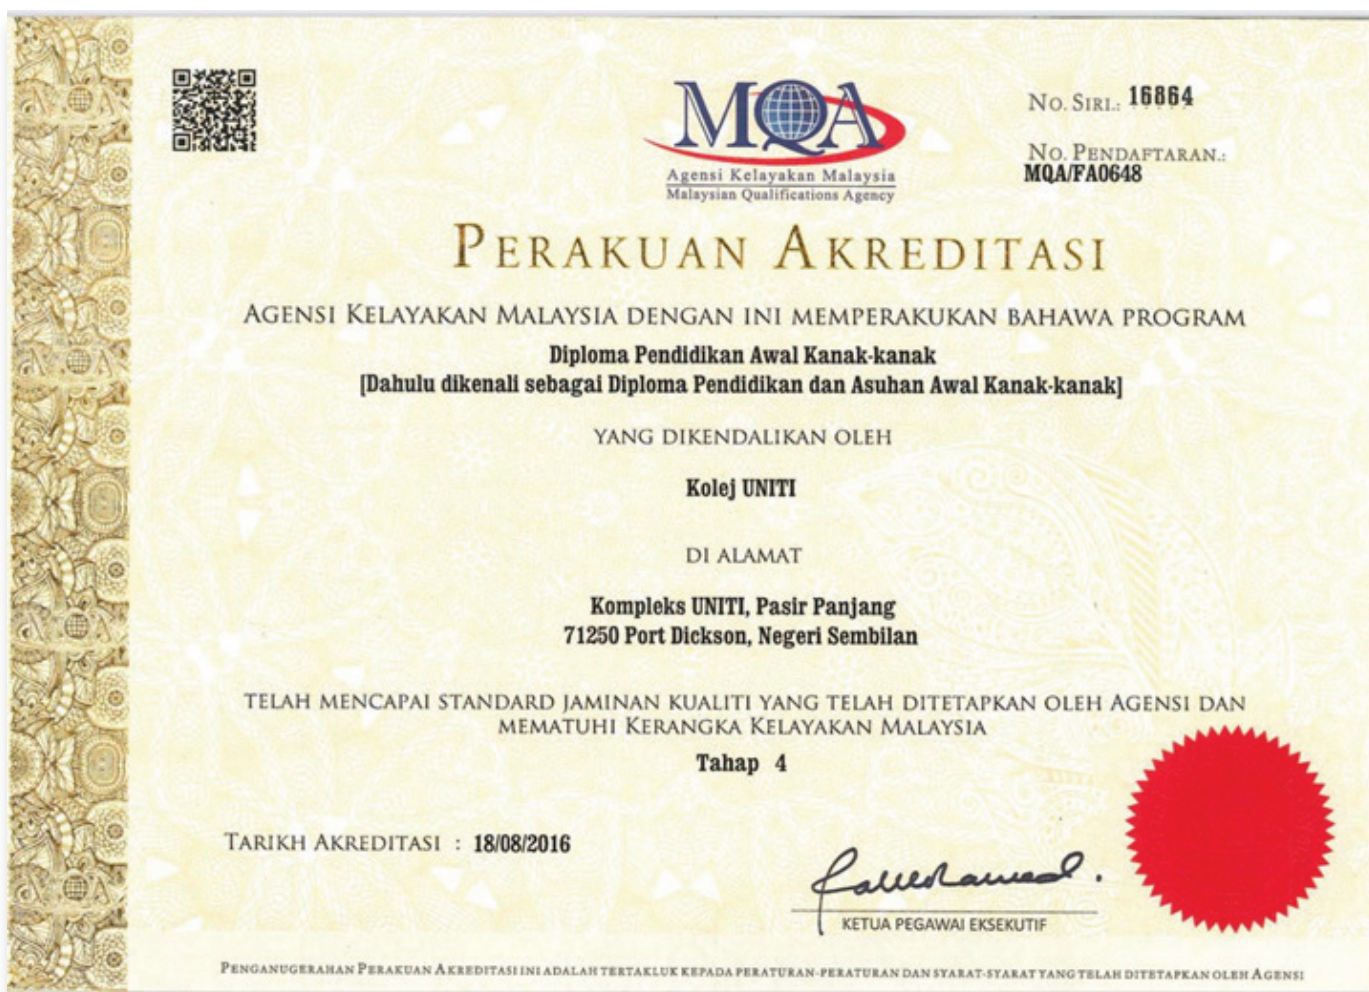 MQA
Agensi Kelayakan Malaysia
Malaysian Qualifications Agency
NO. SIRI.: 16864
NO. PENDAFTARAN.:
MQA/FA0648
PERAKUAN AKREDITASI
AGENSI KELAYAKAN MALAYSIA DENGAN INI MEMPERAKUKAN BAHAWA PROGRAM
Diploma Pendidikan Awal Kanak-kanak
[Dahulu dikenali sebagai Diploma Pendidikan dan Asuhan Awal Kanak-kanak]
YANG DIKENDALIKAN OLEH
Kolej UNITI
DI ALAMAT
Kompleks UNITI, Pasir Panjang
71250 Port Dickson, Negeri Sembilan
TELAH MENCAPAI STANDARD JAMINAN KUALITI YANG TELAH DITETAPKAN OLEH AGENSI DAN
MEMATUHI KERANGKA KELAYAKAN MALAYSIA
Tahap 4
TARIKH AKREDITASI : 18/08/2016
KETUA PEGAWAI EKSEKUTIF
PENGANUGERAHAN PERAKUAN AKREDITASI INI ADALAH TERTAKLUK KEPADA PERATURAN-PERATURAN DAN SYARAT-SYARAT YANG TELAH DITETAPKAN OLEH AGENSI